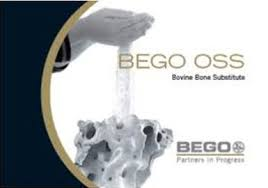 BEGO OSS
Bovine Bone Substitute
BEGO
Partners in Progress